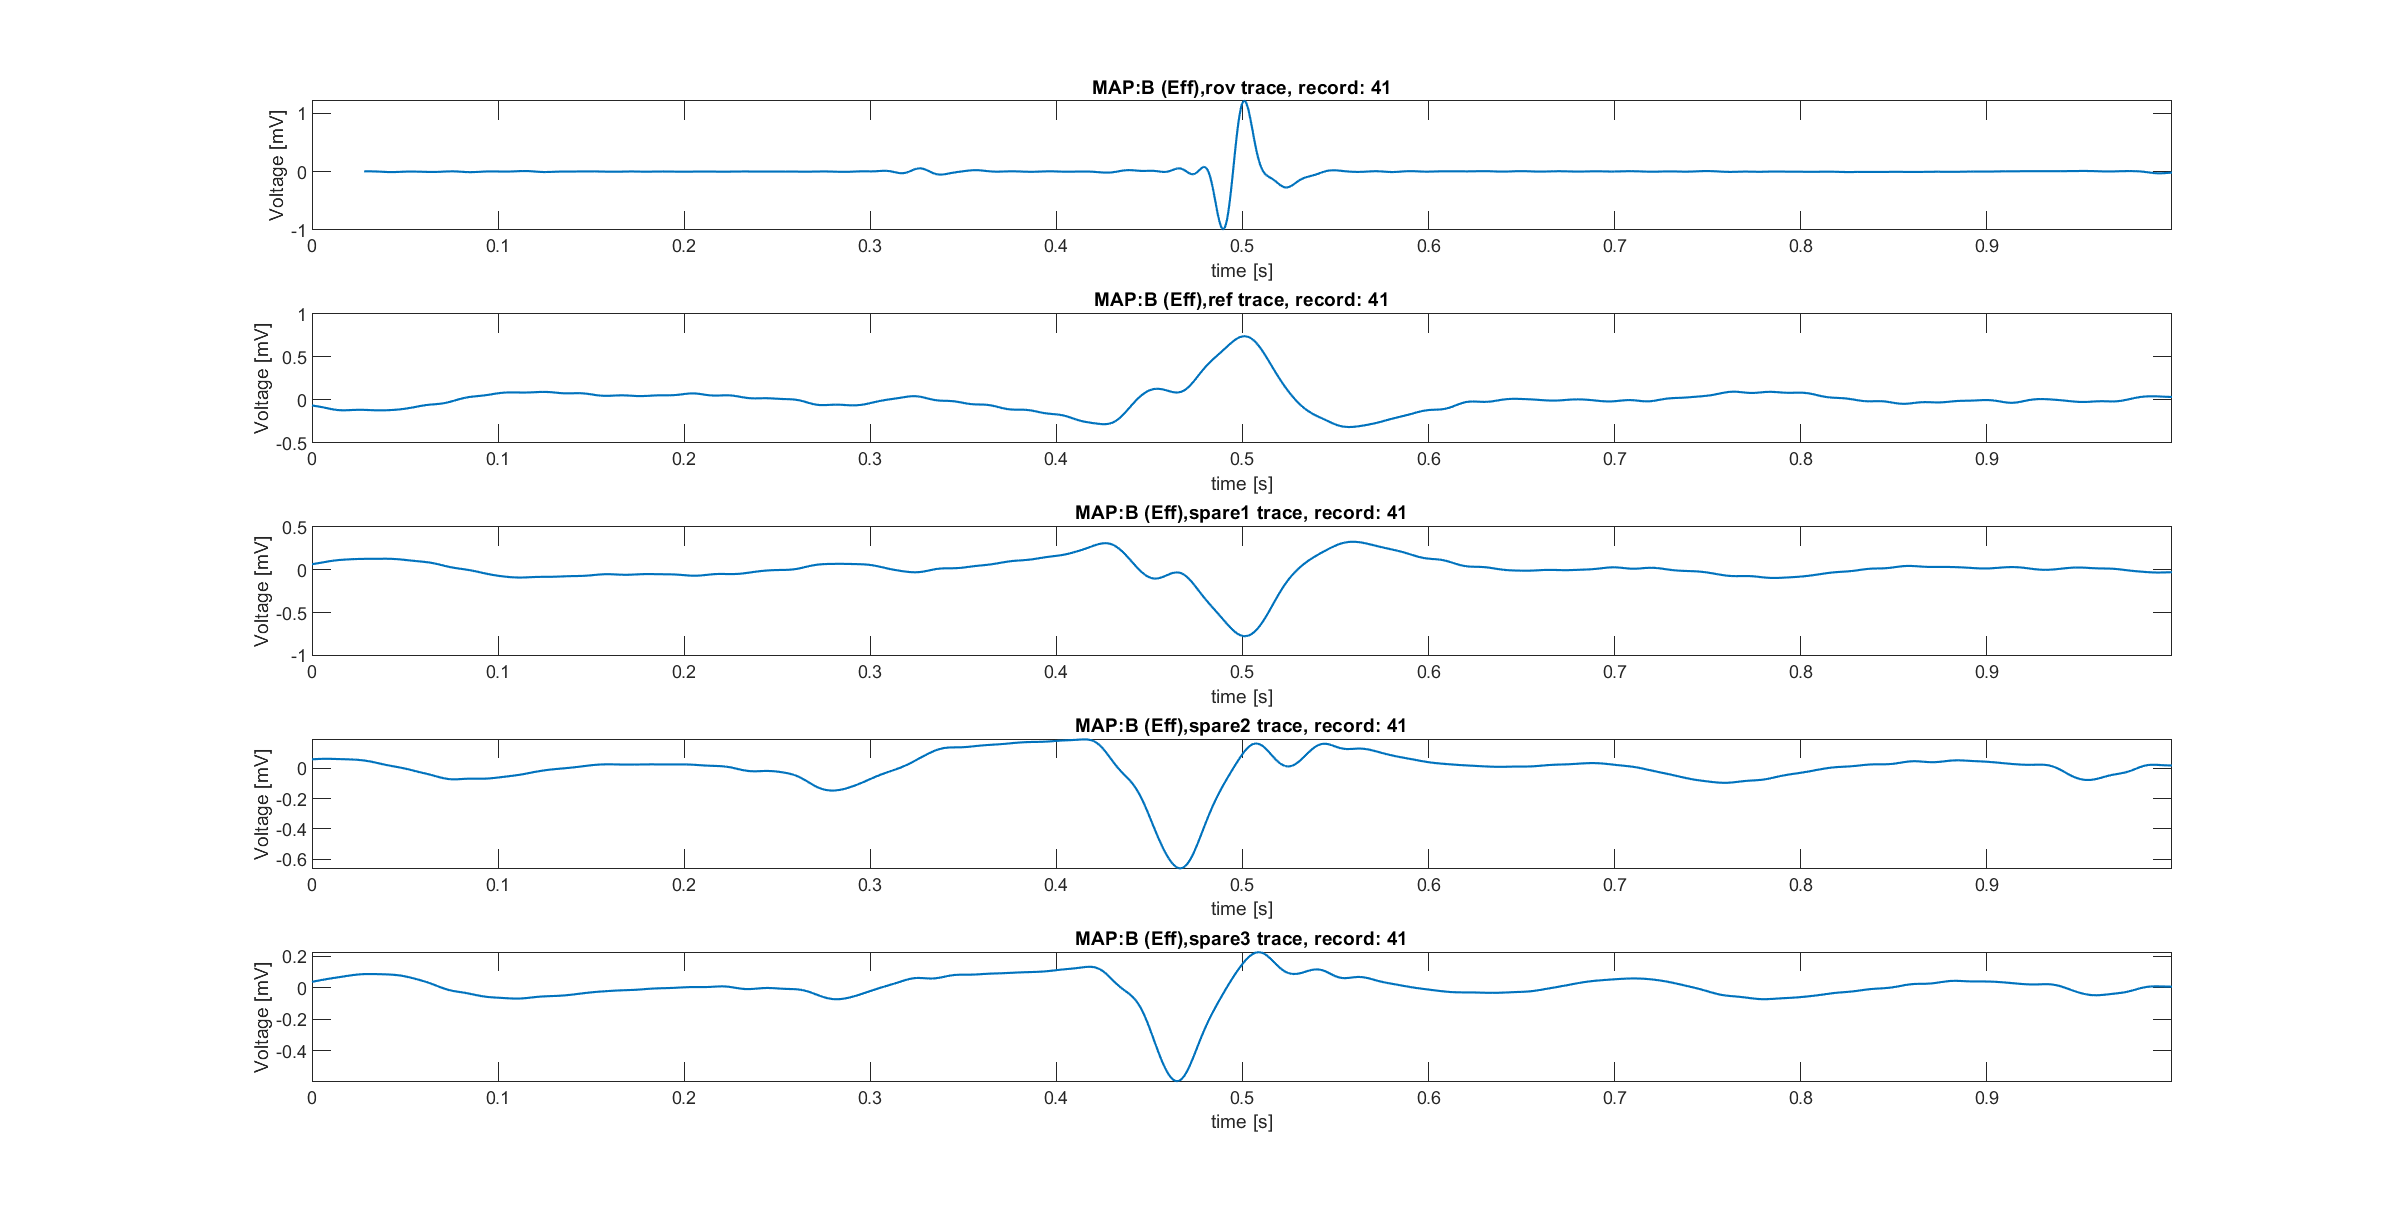 MAP:B (Eff),rov trace, record: 41
Voltage [mV]
1
0
-1
0 0.1 0.2 0.3 0.4 0.5 0.6 0.7 0.8 0.9
time [s]
MAP:B (Eff),ref trace, record: 41
Voltage [mV]
1
0.5
0
-0.5
0 0.1 0.2 0.3 0.4 0.5 0.6 0.7 0.8 0.9
time [s]
MAP:B (Eff),spare1 trace, record: 41
Voltage [mV]
0.5
0
-0.5
-1
0 0.1 0.2 0.3 0.4 0.5 0.6 0.7 0.8 0.9
time [s]
MAP:B (Eff),spare2 trace, record: 41
Voltage [mV]
0
-0.2
-0.4
-0.6
0 0.1 0.2 0.3 0.4 0.5 0.6 0.7 0.8 0.9
time [s]
MAP:B (Eff),spare3 trace, record: 41
Voltage [mV]
0.2
0
-0.2
-0.4
0 0.1 0.2 0.3 0.4 0.5 0.6 0.7 0.8 0.9
time [s]